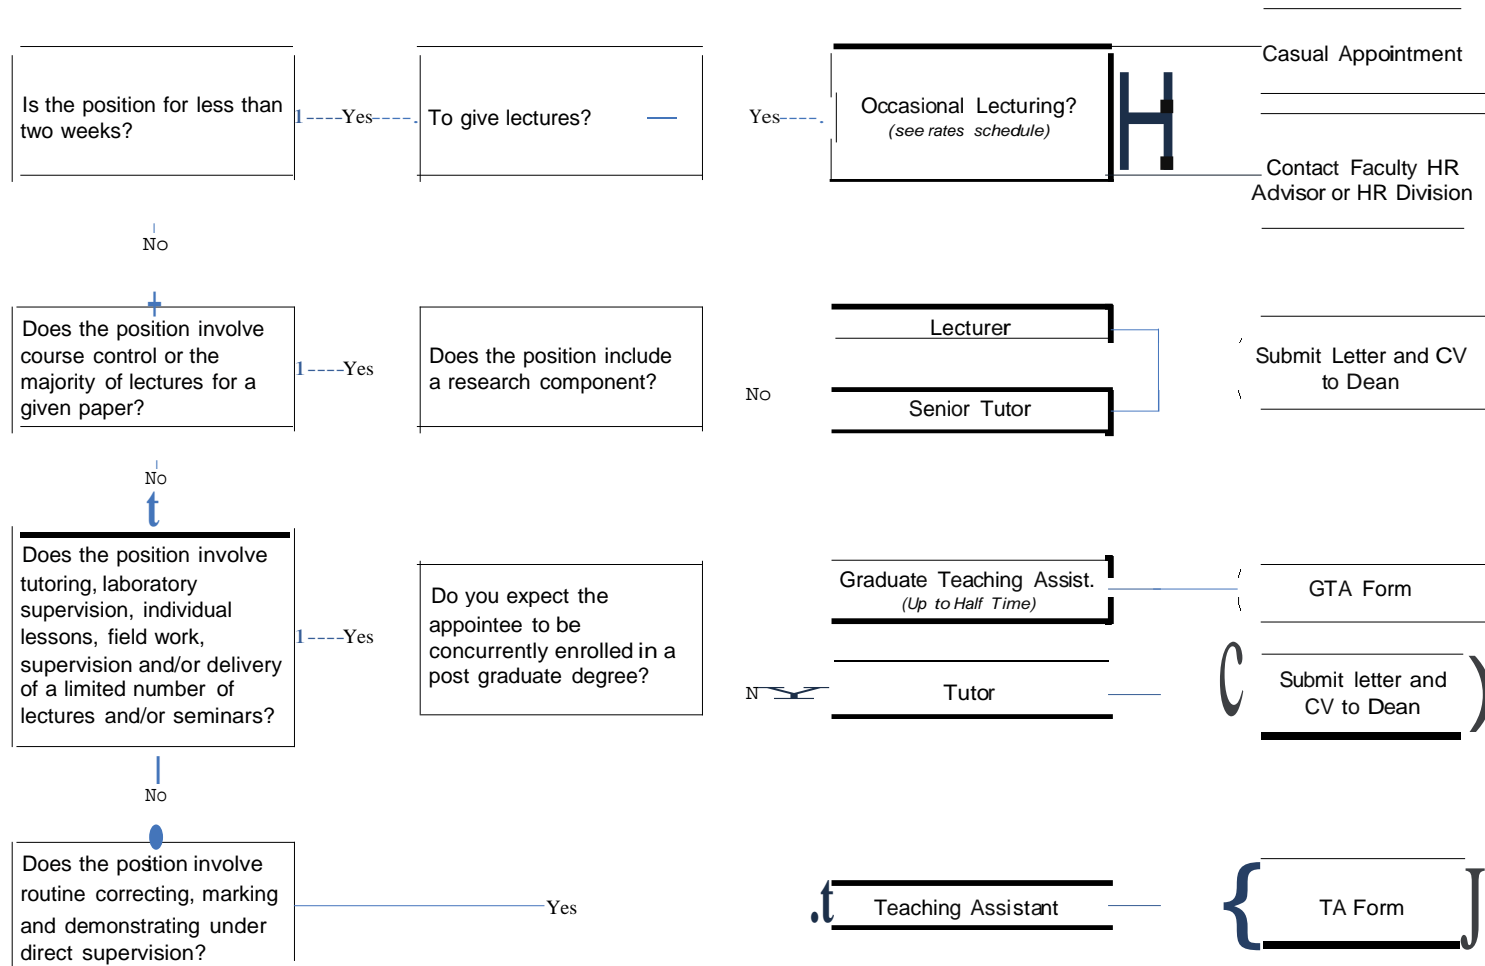 Is the position for less than
two weeks?
Yes
To give lectures?
Yes
Occasional Lecturing?
(see rates schedule)
H
Casual Appointment
Contact Faculty HR
Advisor or HR Division
No
Does the position involve
course control or the
majority of lectures for a
given paper?
Yes
Does the position include
a research component?
No
Lecturer
Senior Tutor
Submit Letter and CV
to Dean
No
t
Does the position involve
tutoring, laboratory
supervision, individual
lessons, field work,
supervision and/or delivery
of a limited number of
lectures and/or seminars?
Yes
Do you expect the
appointee to be
concurrently enrolled in a
post graduate degree?
Graduate Teaching Assist.
(Up to Half Time)
GTA Form
N
Tutor
C
Submit letter and
CV to Dean
)
No
Does the position involve
routine correcting, marking
and demonstrating under
direct supervision?
Yes
.t
Teaching Assistant
{
TA Form
J